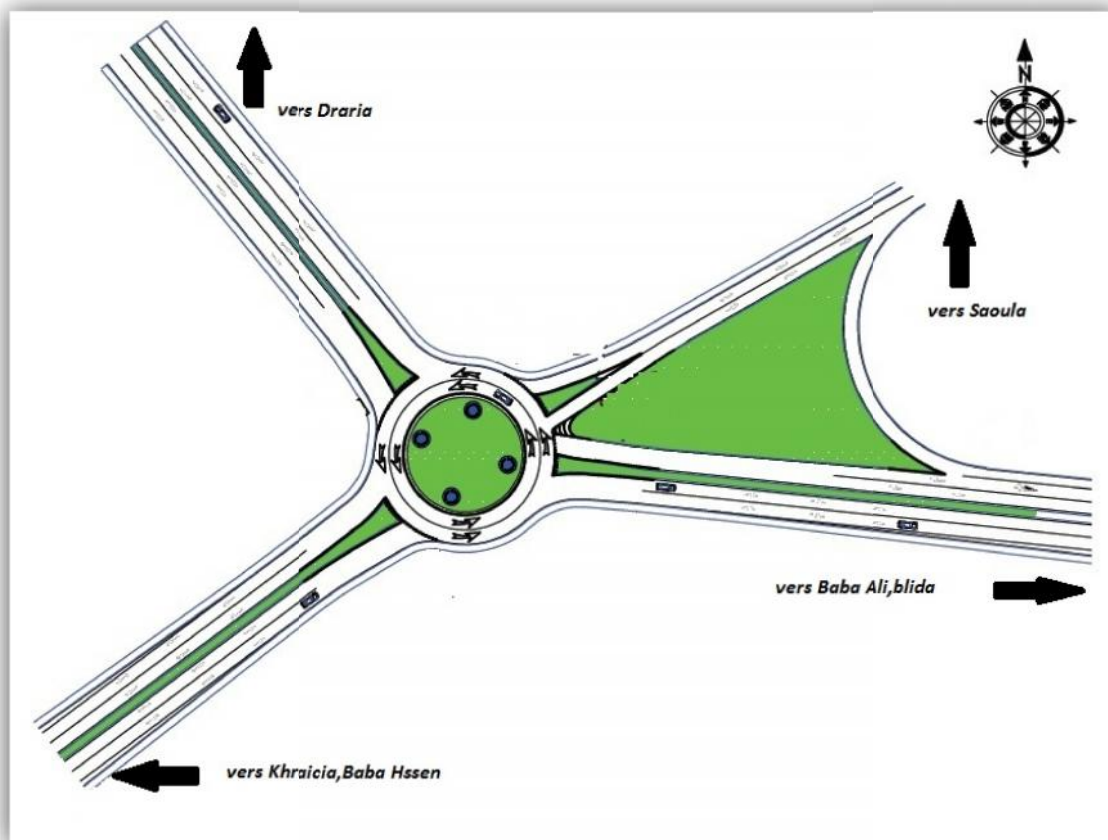 vers Draria
N
vers Saoula
vers Baba Ali,blida
vers Khraicia,Baba Hssen